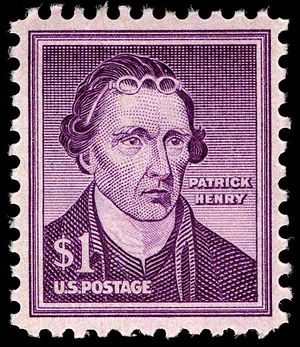 PATRICK
HENRY
$1
U.S. POSTAGE